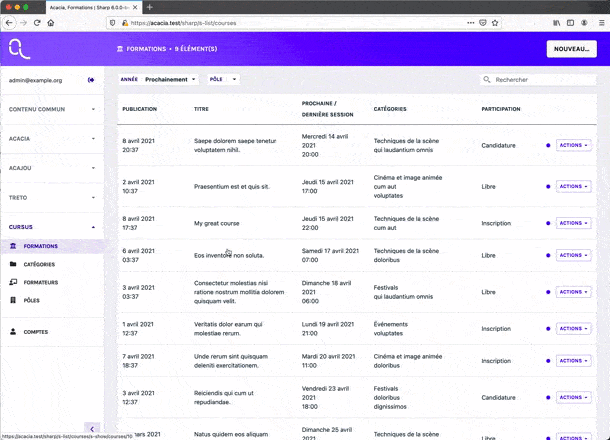 Acacia, Formations | Sharp 6.0.0-
https://acacia.test/sharp/s-list/courses
FORMATIONS • 9 ÉLÉMENT(S)
NOUVEAU...
admin@example.org
ANNÉE Prochainement
PÔLE
Rechercher
CONTENU COMMUN
ACACIA
ACAJOU
TRETO
CURSUS
FORMATIONS
CATÉGORIES
FORMATEURS
PÔLES
COMPTES
PUBLICATION TITRE PROCHAINE / DERNIÈRE SESSION CATÉGORIES PARTICIPATION
8 avril 2021 20:37 Saepe dolorem saepe tenetur voluptatem nihil. Mercredi 14 avril 2021 20:00 Techniques de la scène qui laudantium omnis Candidature ACTIONS
2 avril 2021 10:37 Praesentium est et quis sit. Jeudi 15 avril 2021 17:00 Cinéma et image animée cum aut voluptates Libre ACTIONS
8 avril 2021 17:37 My great course Jeudi 15 avril 2021 22:00 Techniques de la scène cum aut Inscription ACTIONS
6 avril 2021 03:37 Eos inventore non soluta. Samedi 17 avril 2021 07:00 Techniques de la scène doloribus Libre ACTIONS
3 avril 2021 03:37 Consectetur molestias nisi ratione nostrum mollitia dolorem quisquam velit. Dimanche 18 avril 2021 06:00 Festivals qui laudantium omnis Libre ACTIONS
1 avril 2021 12:37 Veritatis dolor earum qui molestiae rerum. Lundi 19 avril 2021 21:00 Événements voluptates Inscription ACTIONS
7 avril 2021 18:37 Unde rerum sint quisquam deleniti exercitationem. Mardi 20 avril 2021 11:00 Cinéma et image animée doloribus Inscription ACTIONS
3 avril 2021 12:37 Reiciendis qui cum ut repudiandae. Vendredi 23 avril 2021 18:00 Festivals doloribus dignissimos Candidature ACTIONS
mars 2021 Natus quidem eos aliquam Dimanche 25 avril 2021 Techniques de la scène Libre ACTIONS
https://acacia.test/sharp/s-list/courses/s-show/courses/10